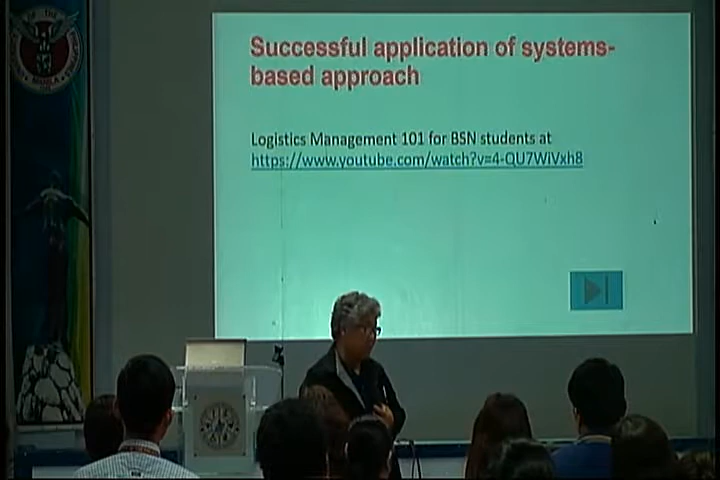 Successful application of systems-
based approach
Logistics Management 101 for BSN students at
https://www.youtube.com/watch?v=4-QU7WiVxh8